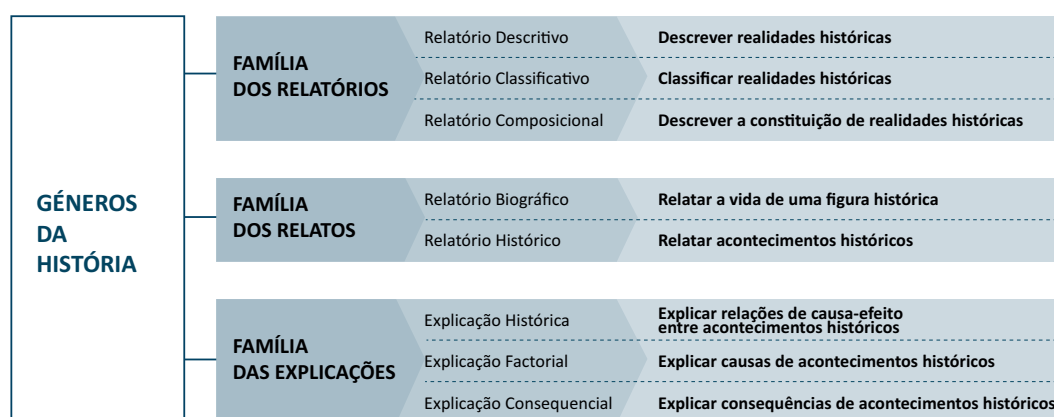 GÉNEROS
DA
HISTÓRIA
FAMÍLIA
DOS RELATÓRIOS
Relatório Descritivo
Descrever realidades históricas
Relatório Classificativo
Classificar realidades históricas
Relatório Composicional
Descrever a constituição de realidades históricas
FAMÍLIA
DOS RELATOS
Relatório Biográfico
Relatar a vida de uma figura histórica
Relatório Histórico
Relatar acontecimentos históricos
FAMÍLIA
DAS EXPLICAÇÕES
Explicação Histórica
Explicar relações de causa-efeito
entre acontecimentos históricos
Explicação Factorial
Explicar causas de acontecimentos históricos
Explicação Consequencial
Explicar consequências de acontecimentos históricos